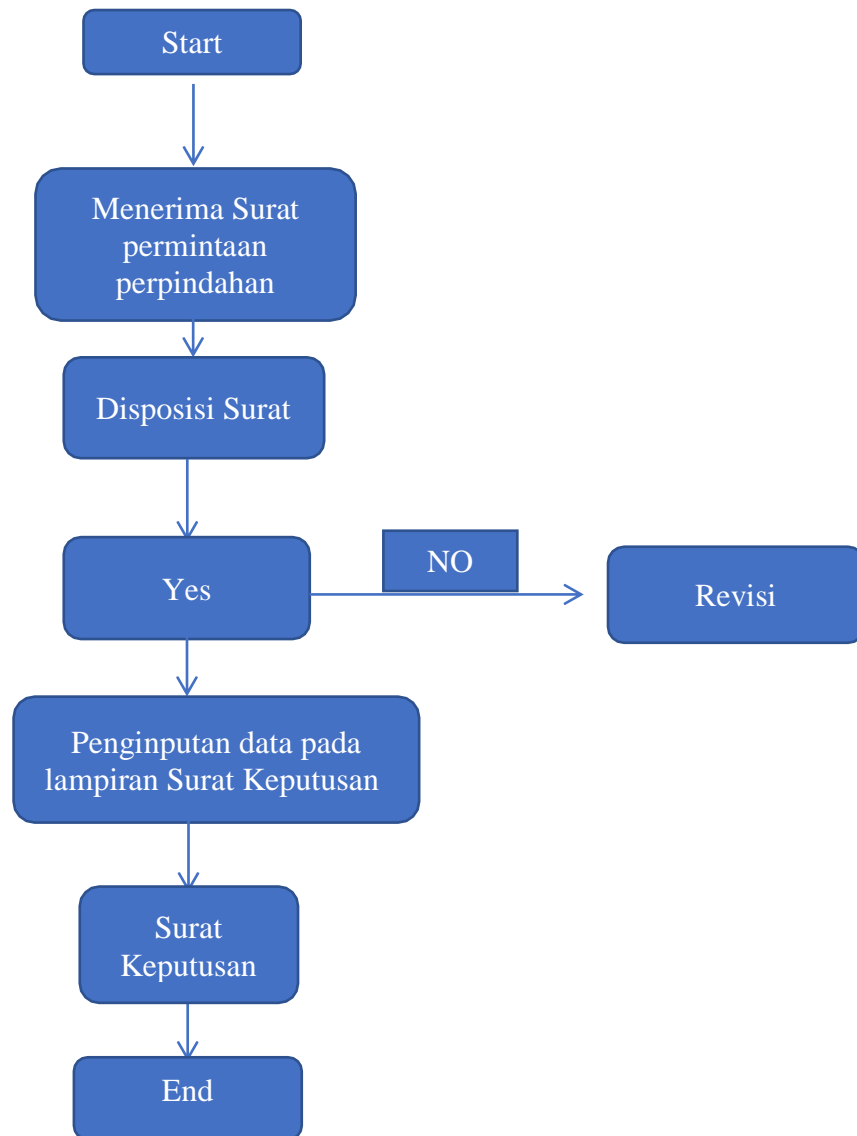 Start
Menerima Surat
permintaan
perpindahan
Disposisi Surat
Yes
NO
Revisi
Penginputan data pada
lampiran Surat Keputusan
Surat
Keputusan
End